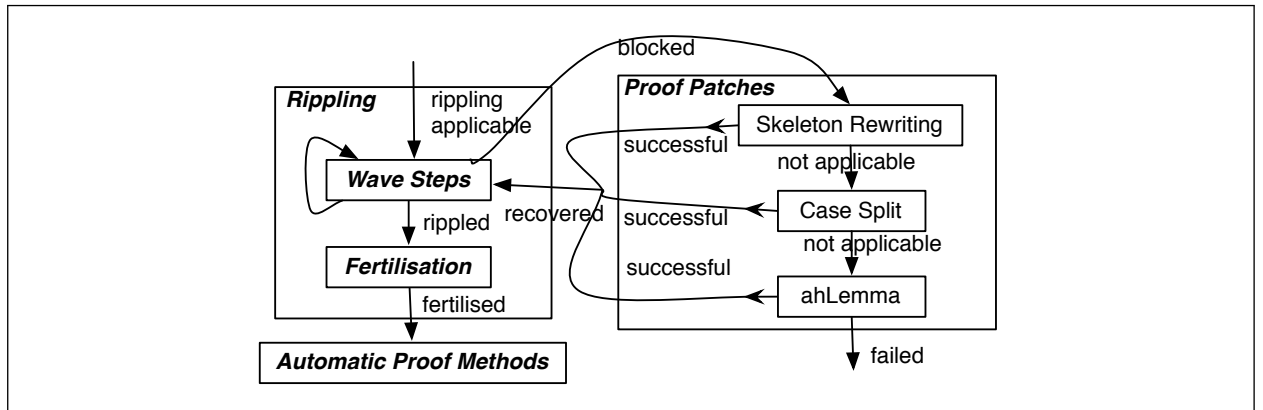 blocked
Rippling
Proof Patches
rippling
applicable
Skeleton Rewriting
successful
not applicable
Wave Steps
recovered
successful
Case Split
rippled
not applicable
Fertilisation
successful
ahLemma
fertilised
Automatic Proof Methods
failed